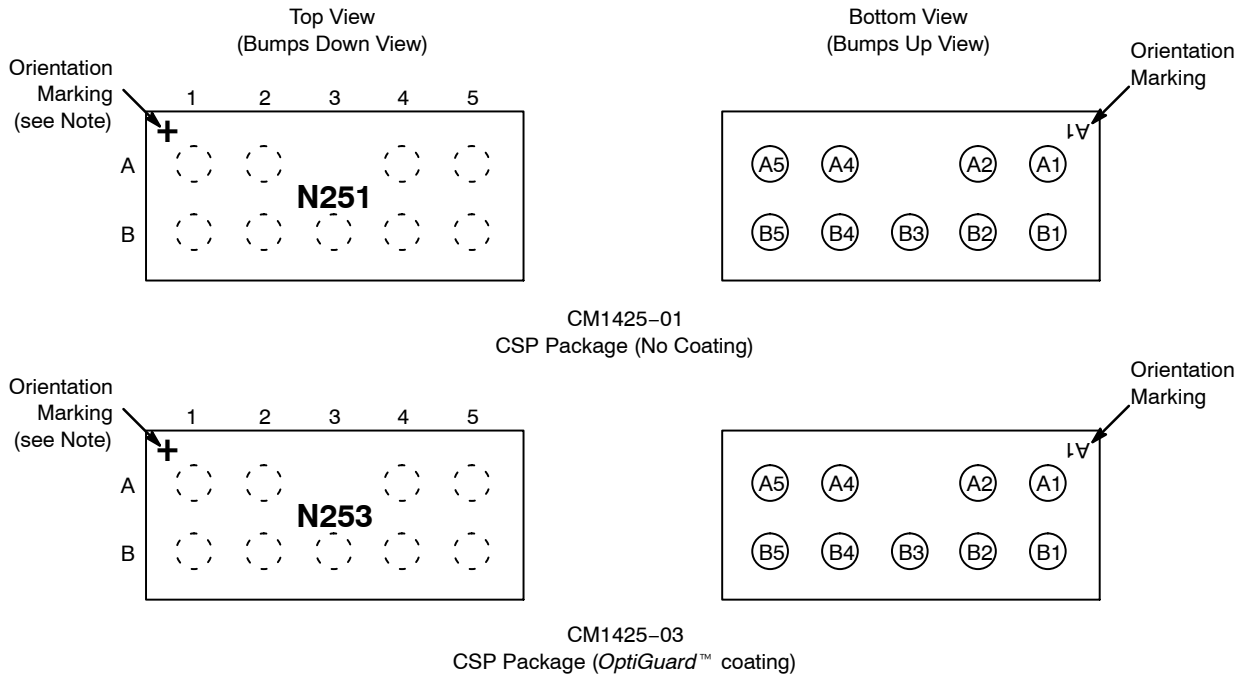 Top View
(Bumps Down View)
Bottom View
(Bumps Up View)
Orientation
Marking
(see Note)
Orientation
Marking
1 2 3 4 5
+
A1
A
N251
B
A5 A4 A2 A1
B5 B4 B3 B2 B1
CM1425−01
CSP Package (No Coating)
Orientation
Marking
(see Note)
Orientation
Marking
1 2 3 4 5
+
A1
A
N253
B
A5 A4 A2 A1
B5 B4 B3 B2 B1
CM1425−03
CSP Package (OptiGuard™ coating)